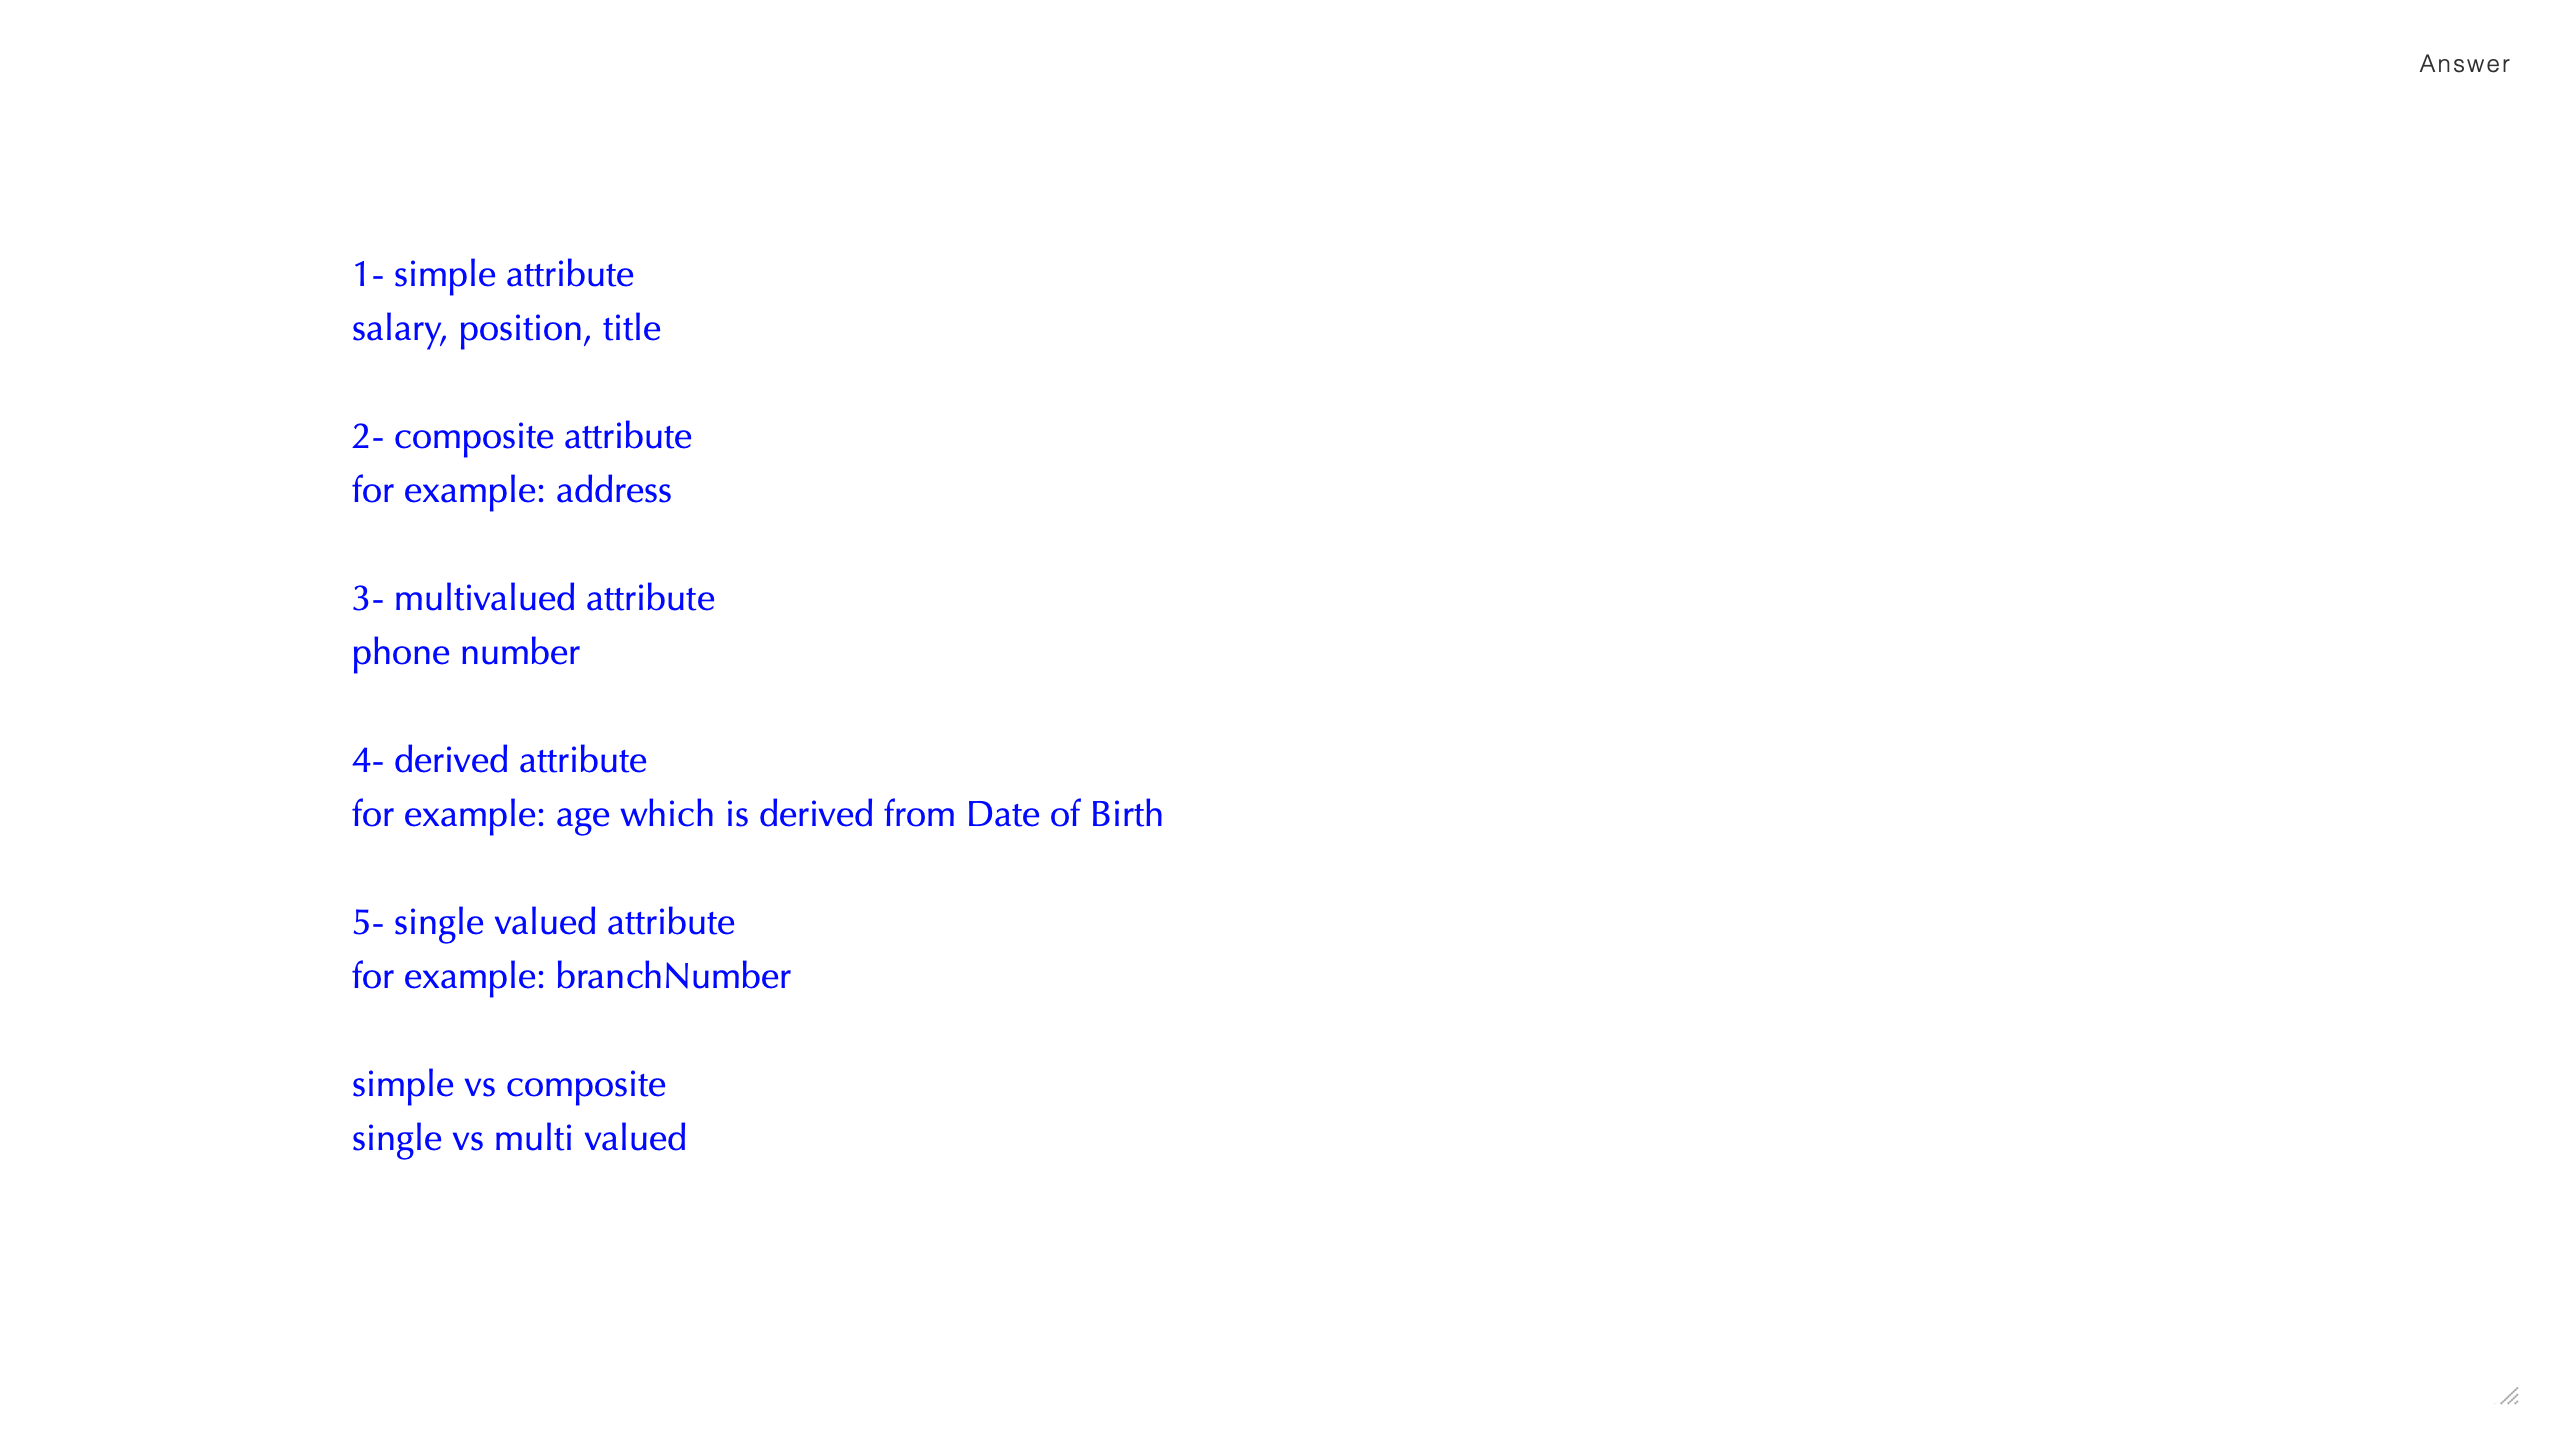 Answer
1- simple attribute
salary, position, title
2- composite attribute
for example: address
3- multivalued attribute
phone number
4- derived attribute
for example: age which is derived from Date of Birth
5- single valued attribute
for example: branchNumber
simple vs composite
single vs multi valued